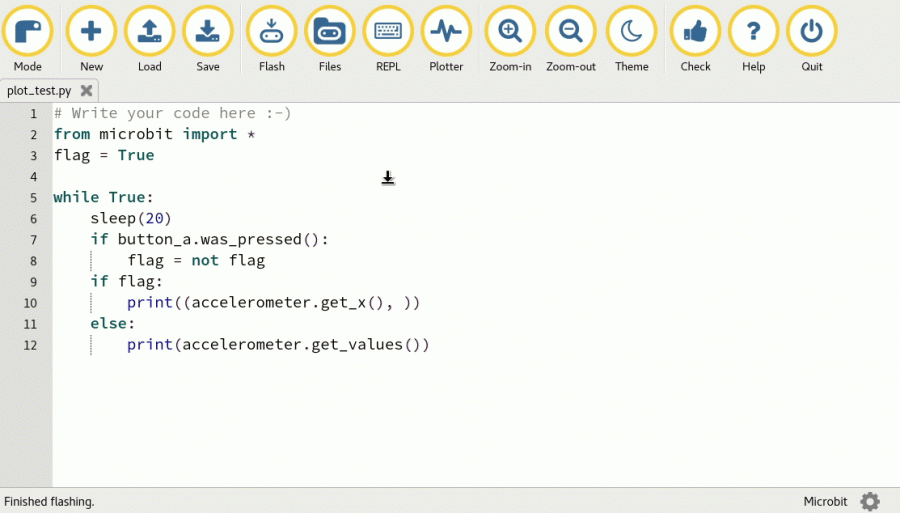 Mode New Load Save Flash Files REPL Plotter Zoom-in Zoom-out Theme Check Help Quit
plot_test.py
1 # Write your code here :-)
2 from microbit import *
3 flag = True
4
5 while True:
6     sleep(20)
7     if button_a.was_pressed():
8         flag = not flag
9     if flag:
10         print((accelerometer.get_x(), ))
11     else:
12         print(accelerometer.get_values())
Finished flashing. Microbit